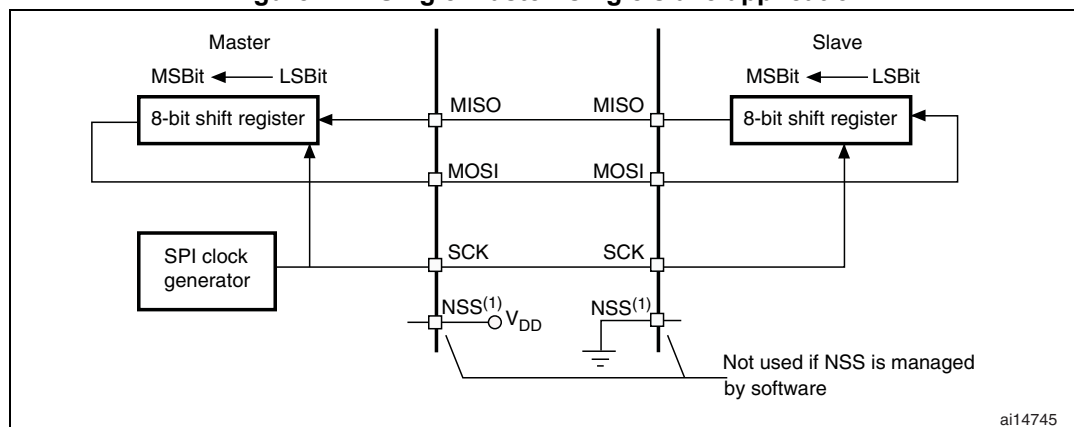 Master
MSBit
LSBit
8-bit shift register
MISO
MISO
Slave
MSBit
LSBit
8-bit shift register
MOSI
MOSI
SPI clock
generator
SCK
SCK
NSS(1)
VDD
NSS(1)
Not used if NSS is managed
by software
ai14745